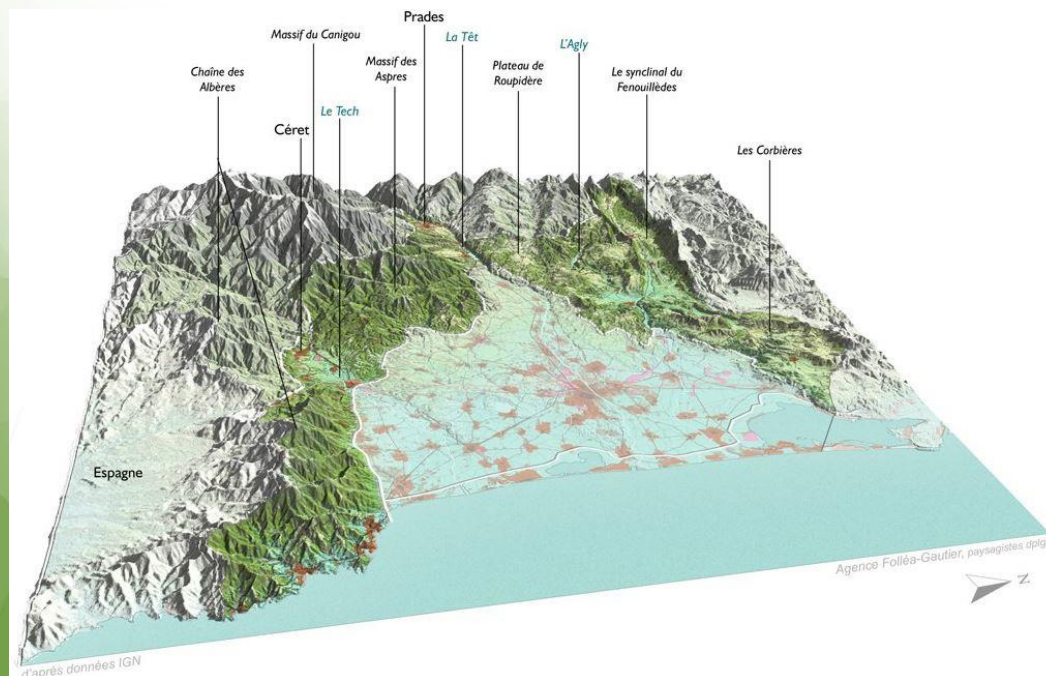 Prades
Massif du Canigou
La Têt
L'Agly
Massif des
Aspres
Plateau de
Roupidère
Le synclinal du
Fenouillèdes
Chaîne des
Albères
Le Tech
Céret
Les Corbières
Espagne
Agence Folléa-Gautier, paysagistes dplg
N
d'après données IGN